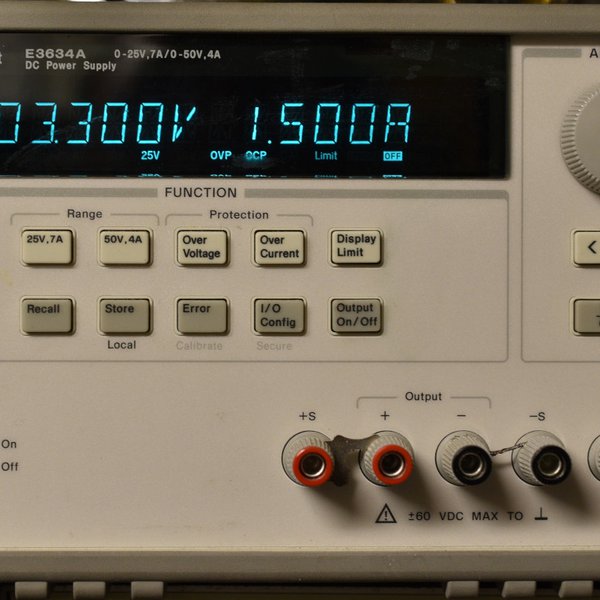 E3634A 0-25V,7A/0-50V,4A
DC Power Supply
03.300V 1.500A
25V OVP OCP Limit OFF
FUNCTION
Range Protection
25V,7A 50V,4A Over Voltage Over Current Display Limit
Recall Store Error I/O Config Output On/Off
Local Calibrate Secure
Output
+S + - -S
On
Off
±60 VDC MAX TO